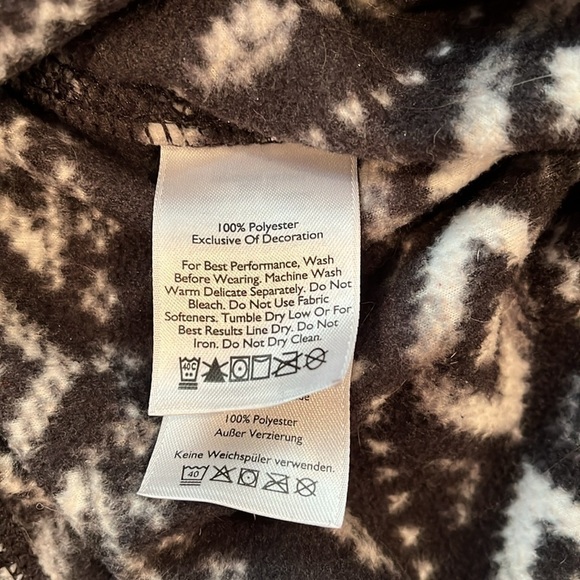 100% Polyester
Exclusive Of Decoration
For Best Performance, Wash
Before Wearing. Machine Wash
Warm Delicate Separately. Do Not
Bleach. Do Not Use Fabric
Softeners. Tumble Dry Low Or For
Best Results Line Dry. Do Not
Iron. Do Not Dry Clean.
40C
100% Polyester
Außer Verzierung
Keine Weichspüler verwenden.
40